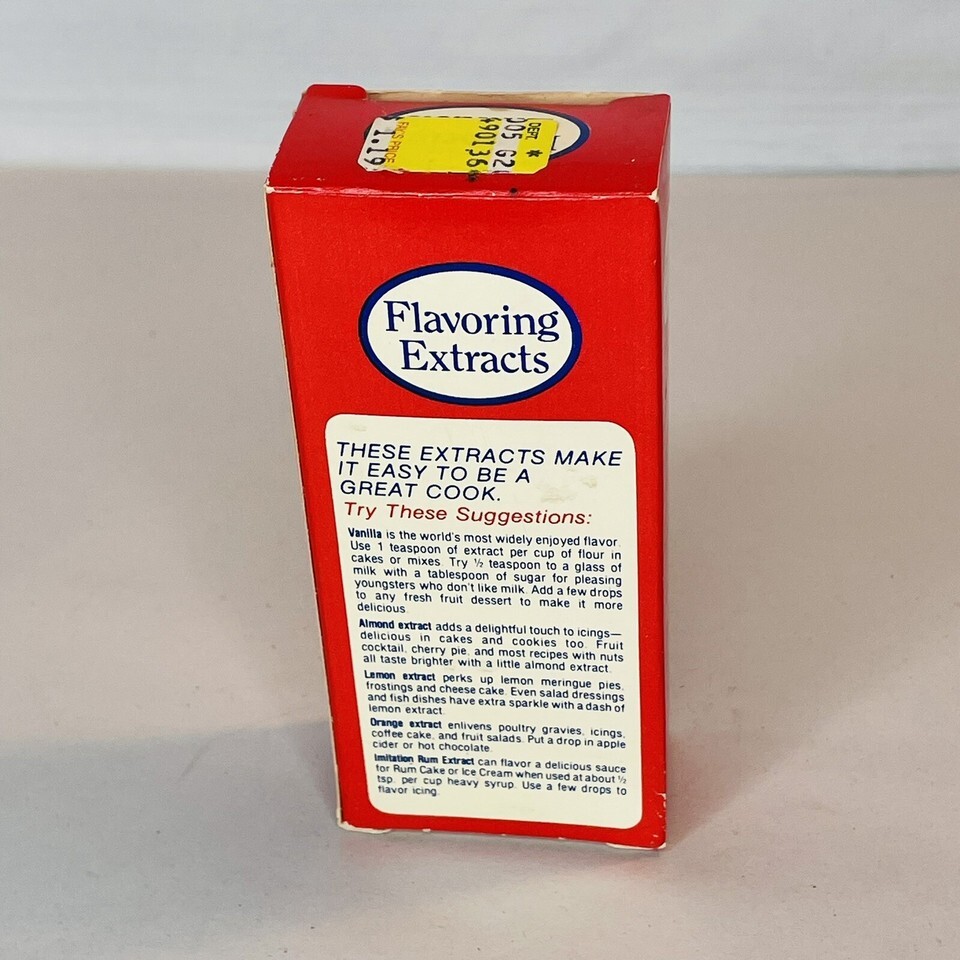 DEPT. *
D05 G2
490136
1.19
Flavoring
Extracts
THESE EXTRACTS MAKE
IT EASY TO BE A
GREAT COOK.
Try These Suggestions:
Vanilla is the world's most widely enjoyed flavor.
Use 1 teaspoon of extract per cup of flour in
cakes or mixes. Try ½ teaspoon to a glass of
milk with a tablespoon of sugar for pleasing
youngsters who don't like milk. Add a few drops
to any fresh fruit dessert to make it more
delicious.
Almond extract adds a delightful touch to icings—
delicious in cakes and cookies too. Fruit
cocktail, cherry pie, and most recipes with nuts
all taste brighter with a little almond extract.
Lemon extract perks up lemon meringue pies,
frostings and cheese cake. Even salad dressings
and fish dishes have extra sparkle with a dash of
lemon extract.
Orange extract enlivens poultry gravies, icings,
coffee cake, and fruit salads. Put a drop in apple
cider or hot chocolate.
Imitation Rum Extract can flavor a delicious sauce
for Rum Cake or Ice Cream when used at about ½
tsp. per cup heavy syrup. Use a few drops to
flavor icing.